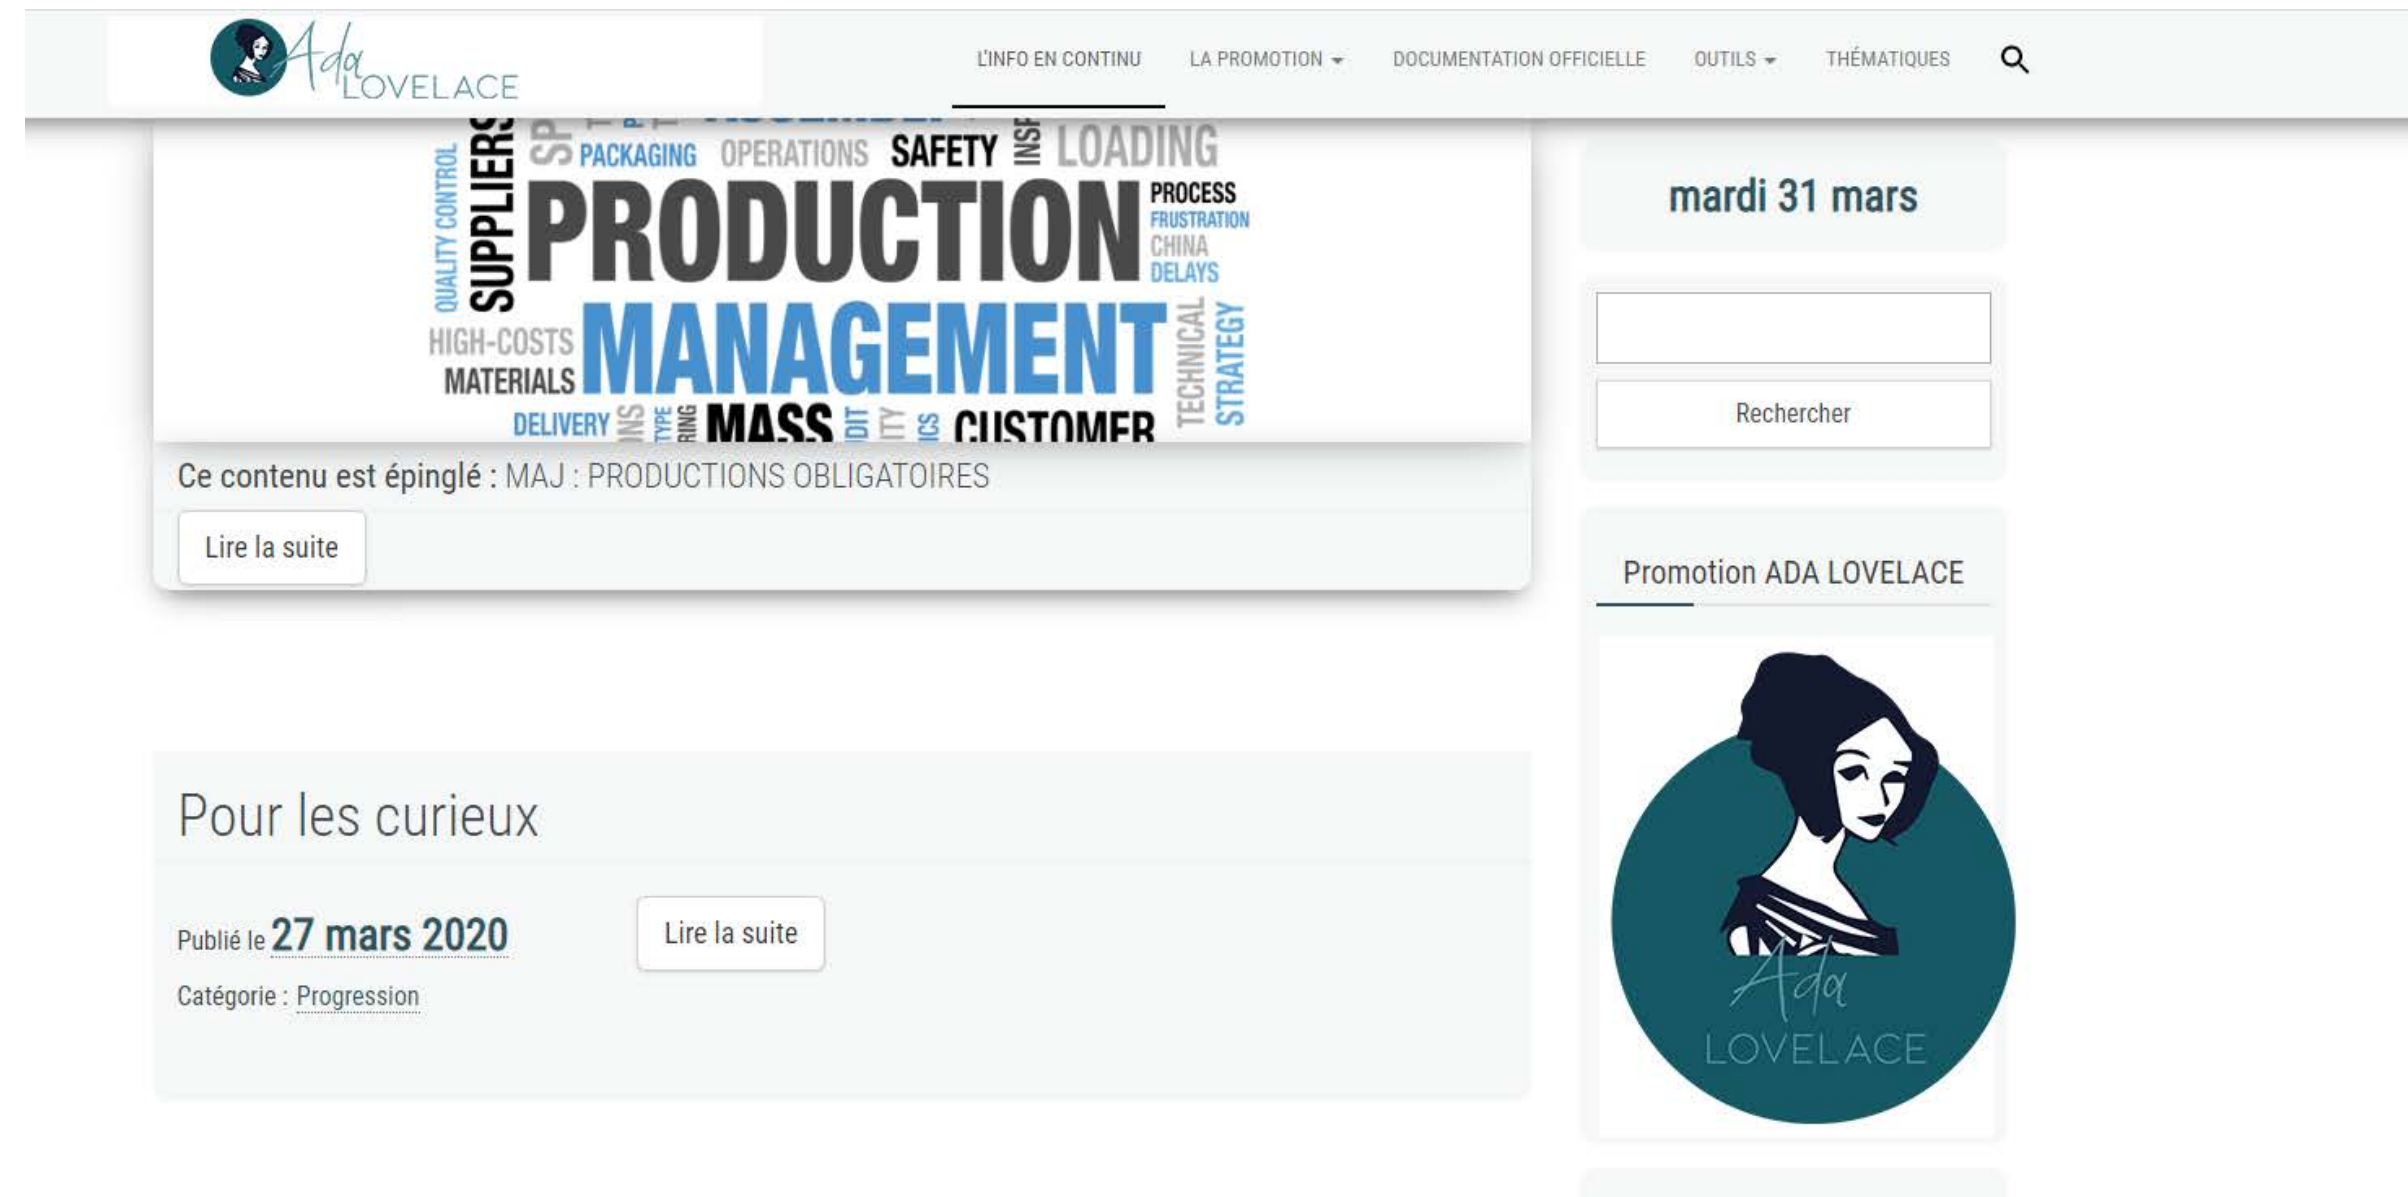 Ada
LOVELACE
L'INFO EN CONTINU
LA PROMOTION
DOCUMENTATION OFFICIELLE
OUTILS
THÉMATIQUES
PACKAGING
OPERATIONS
SAFETY
LOADING
QUALITY CONTROL
SUPPLIERS
PRODUCTION
PROCESS
FRUSTRATION
CHINA
DELAYS
HIGH-COSTS
MATERIALS
MANAGEMENT
TECHNICAL
STRATEGY
DELIVERY
MASS
CUSTOMER
Ce contenu est épinglé : MAJ : PRODUCTIONS OBLIGATOIRES
Lire la suite
Pour les curieux
Publié le 27 mars 2020
Lire la suite
Catégorie : Progression
mardi 31 mars
Rechercher
Promotion ADA LOVELACE
Ada
LOVELACE